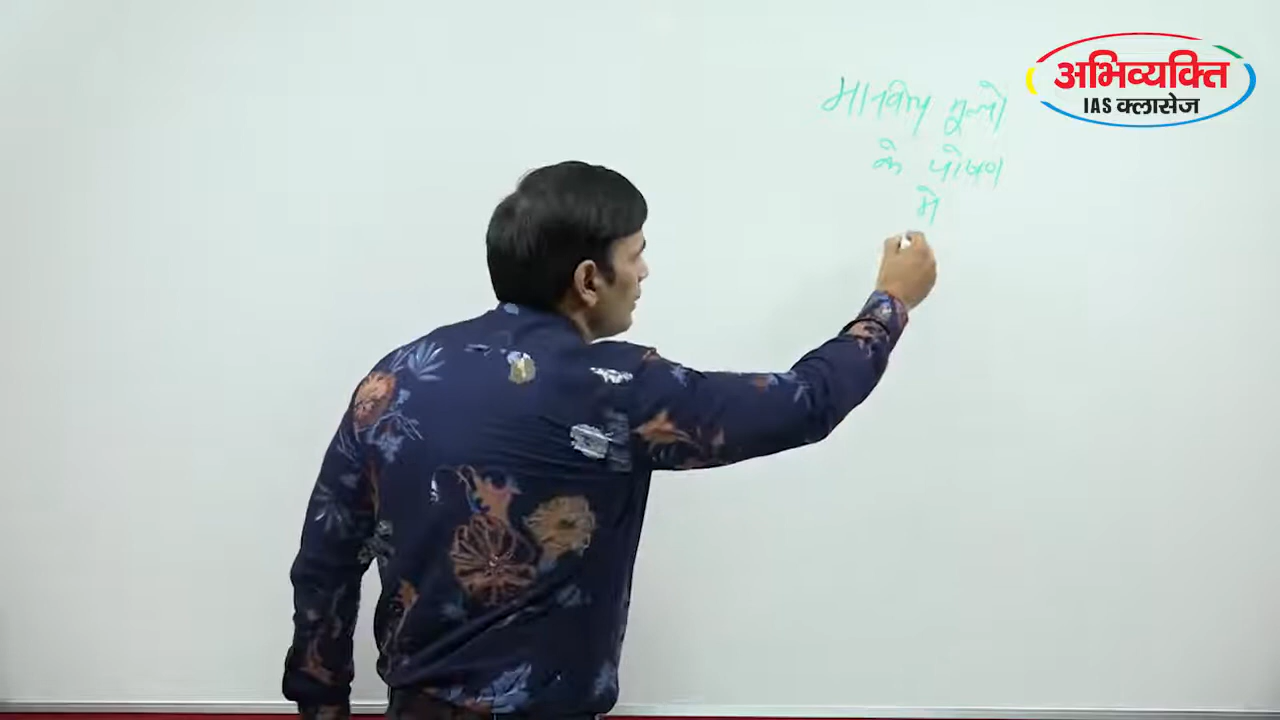 मानवीय मूल्यों
के पोषण
में
अभिव्यक्ति
IAS क्लासेज